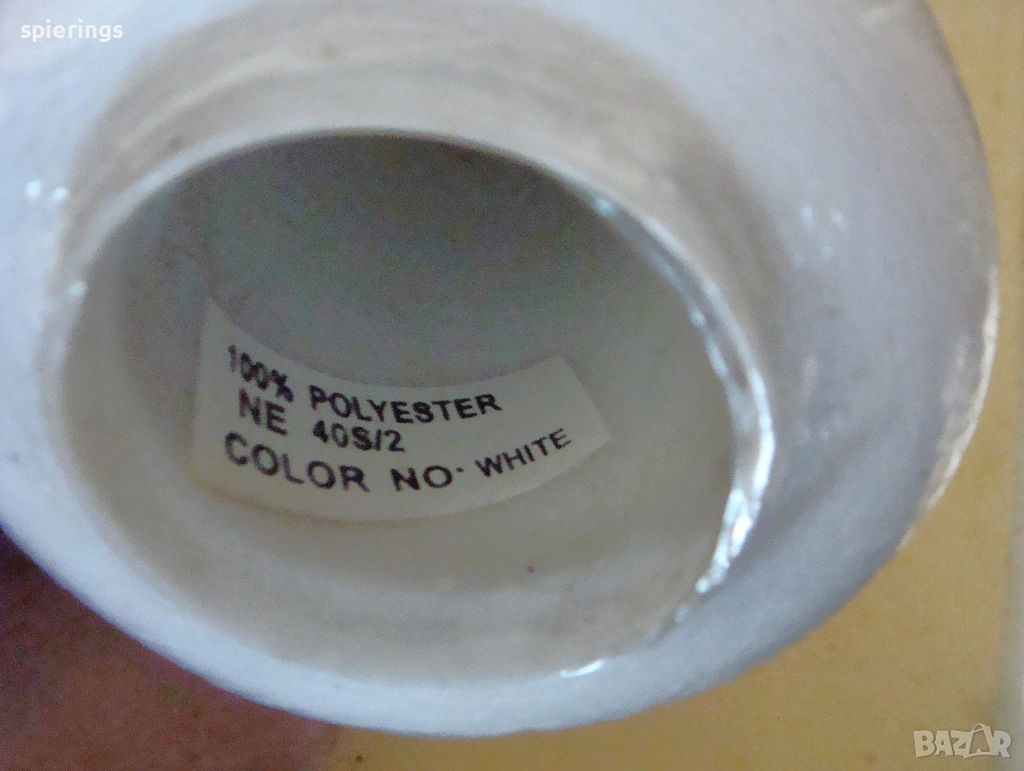 spierings
100% POLYESTER
NE 40S/2
COLOR NO. WHITE
BAZAR